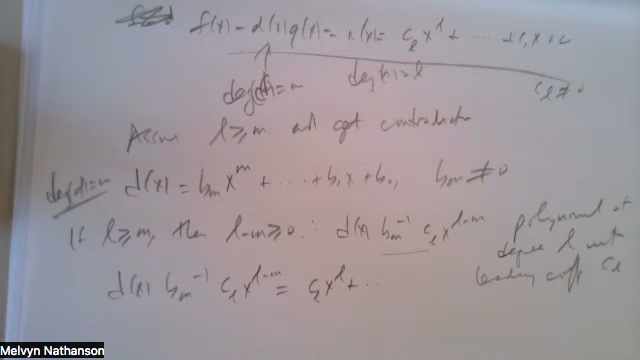 f(x) - d(x)q(x) = r(x) = c_l x^l + ..... + c_1 x + c
deg(d) = m deg(r) = l c_l ≠ 0
Assume l ≥ m and get contradiction
deg(d) = m d(x) = b_m x^m + ..... + b_1 x + b_0, b_m ≠ 0
If l ≥ m, then l-m ≥ 0 ∴ d(x) b_m^{-1} c_l x^{l-m} polynomial of
degree l with
leading coeff c_l
d(x) b_m^{-1} c_l x^{l-m} = c_l x^l + ...
Melvyn Nathanson